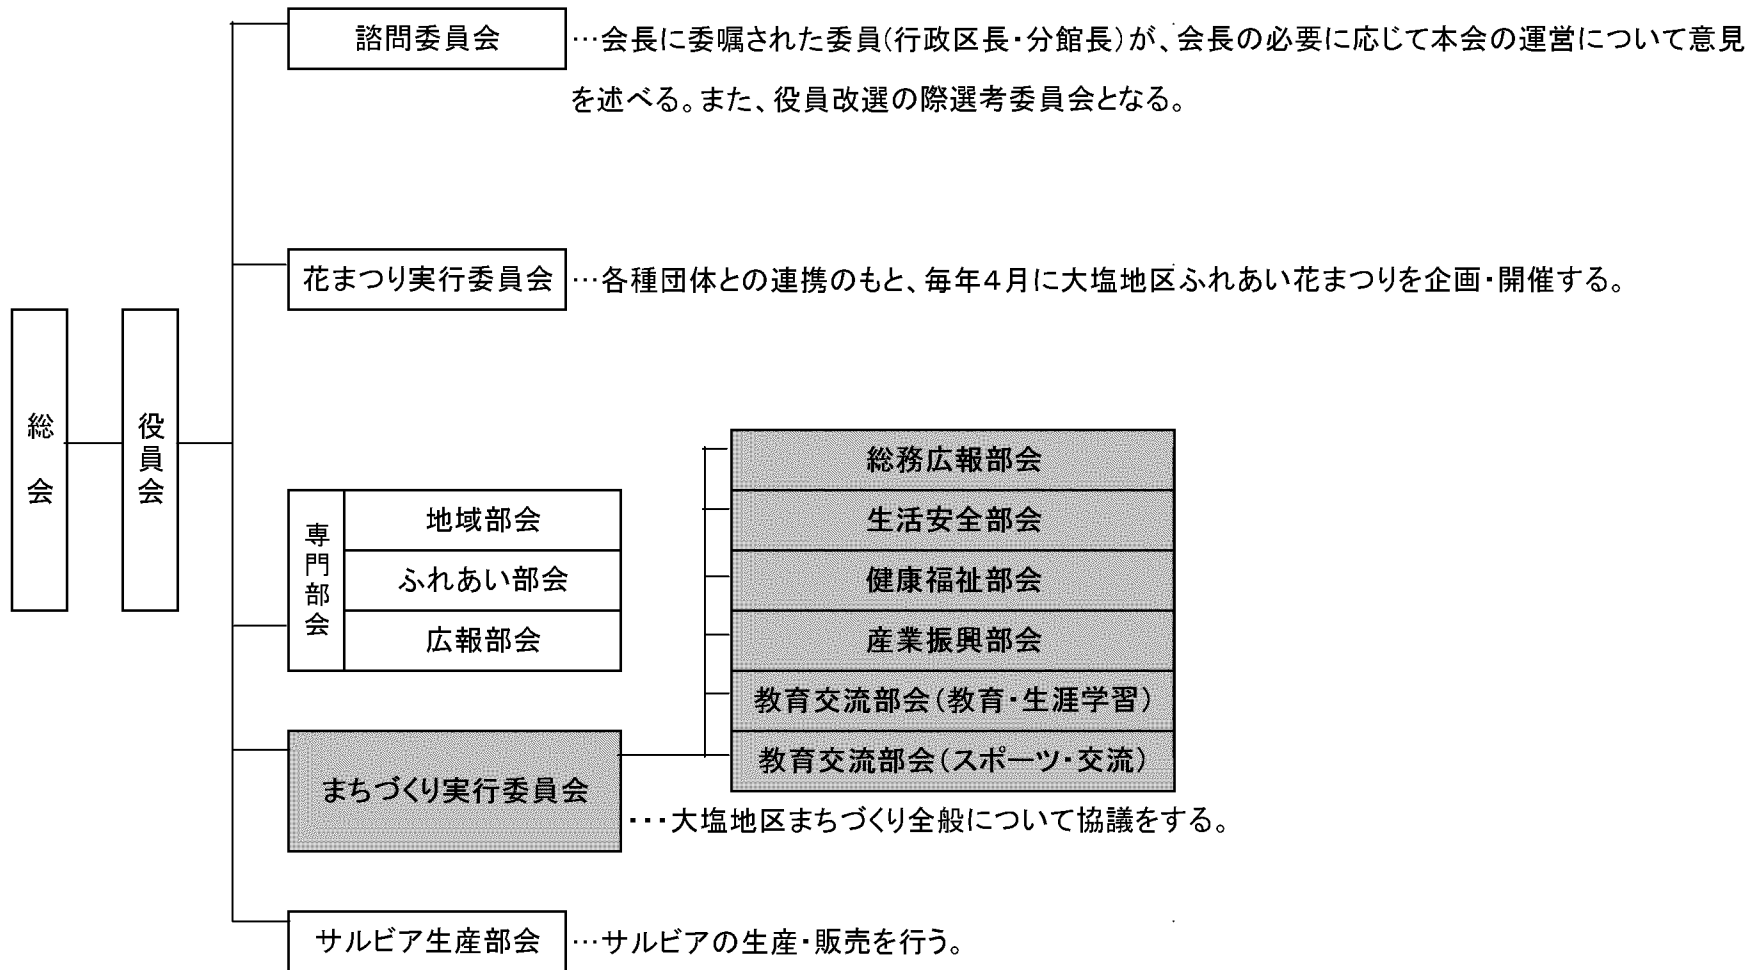 諮問委員会
…会長に委嘱された委員(行政区長・分館長)が、会長の必要に応じて本会の運営について意見
を述べる。また、役員改選の際選考委員会となる。
花まつり実行委員会
…各種団体との連携のもと、毎年4月に大塩地区ふれあい花まつりを企画・開催する。
総会
役員会
専門部会
地域部会
ふれあい部会
広報部会
総務広報部会
生活安全部会
健康福祉部会
産業振興部会
教育交流部会(教育・生涯学習)
教育交流部会(スポーツ・交流)
まちづくり実行委員会
・・・大塩地区まちづくり全般について協議をする。
サルビア生産部会
…サルビアの生産・販売を行う。